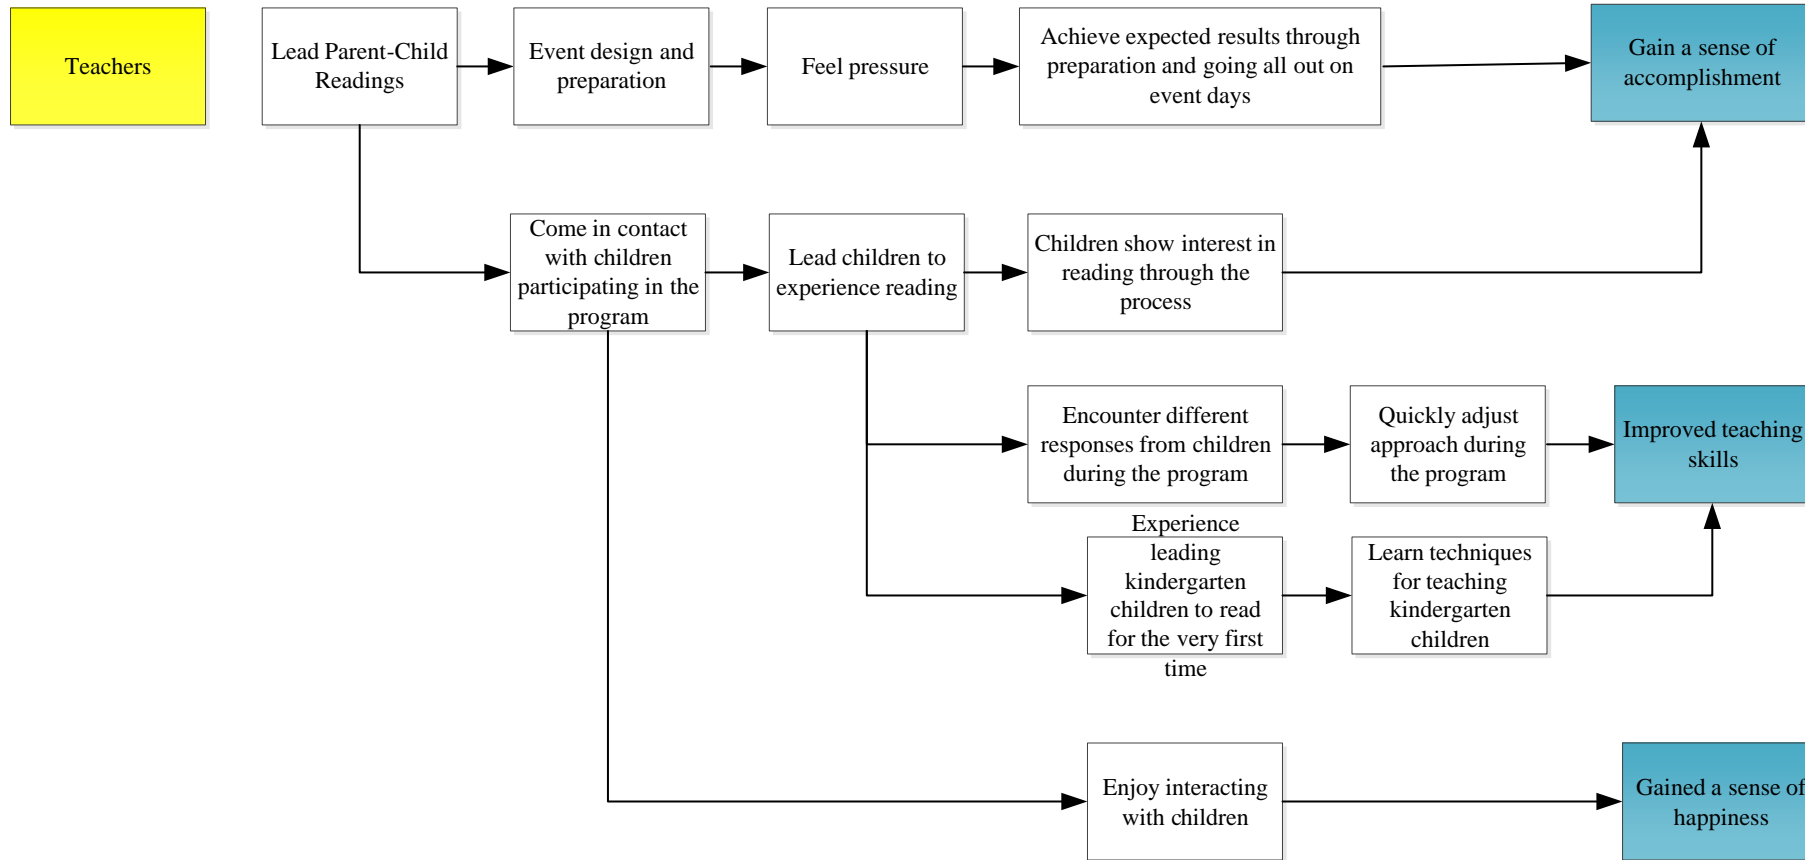 Teachers
Lead Parent-Child
Readings
Event design and
preparation
Feel pressure
Achieve expected results through
preparation and going all out on
event days
Gain a sense of
accomplishment
Come in contact
with children
participating in the
program
Lead children to
experience reading
Children show interest in
reading through the
process
Encounter different
responses from children
during the program
Quickly adjust
approach during
the program
Improved teaching
skills
Experience
leading
kindergarten
children to read
for the very first
time
Learn techniques
for teaching
kindergarten
children
Enjoy interacting
with children
Gained a sense of
happiness